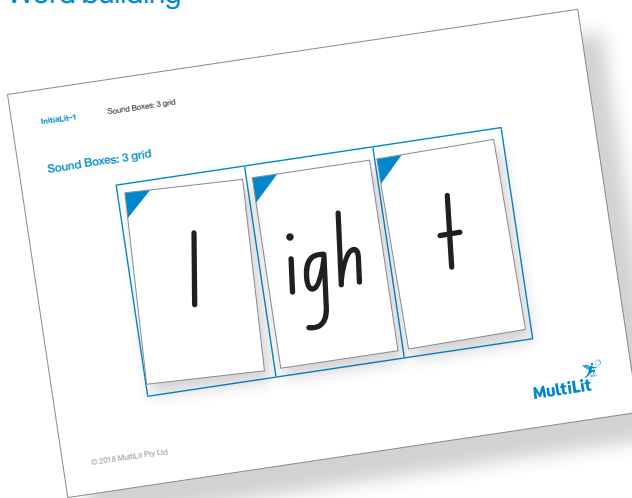 Word building
InitiaLit–1 Sound Boxes: 3 grid
Sound Boxes: 3 grid
l igh t
MultiLit
© 2018 MultiLit Pty Ltd